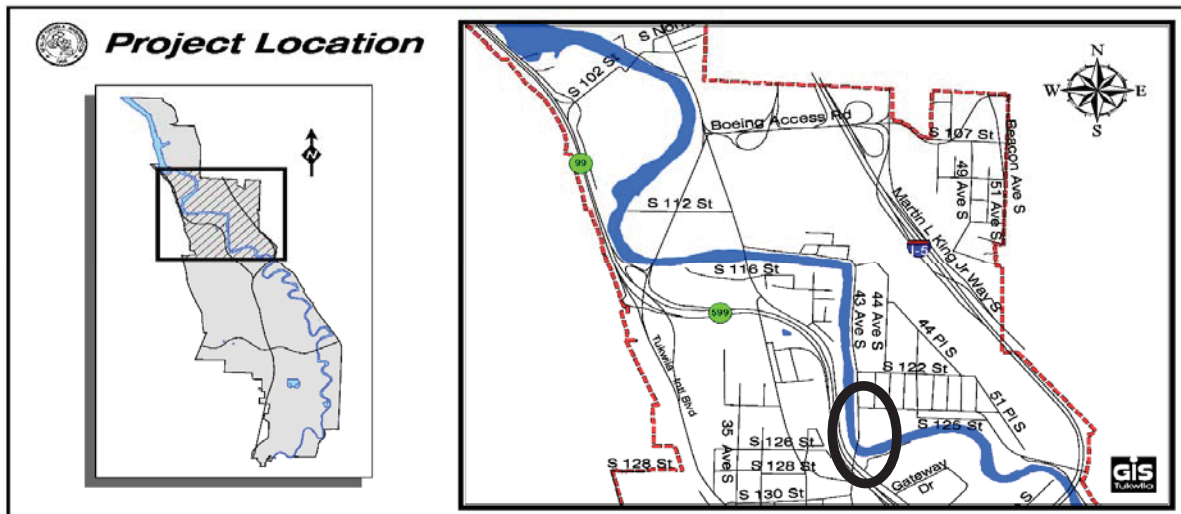 Project Location
N
S 102 St
S Norf
Boeing Access Rd
N
W E
S
S 107 St
Beacon Ave S
49 Ave S
51 Ave S
99
S 112 St
Martin L King Jr Way S
I-5
S 116 St
43 Ave S
44 Ave S
599
44 Pl S
Tukwila Intl Blvd
S 122 St
51 Pl S
S 125 St
35 Ave S
S 126 St
S 128 St
S 128 St
S 130 St
Gateway
Dr
S
GIS
Tukwila